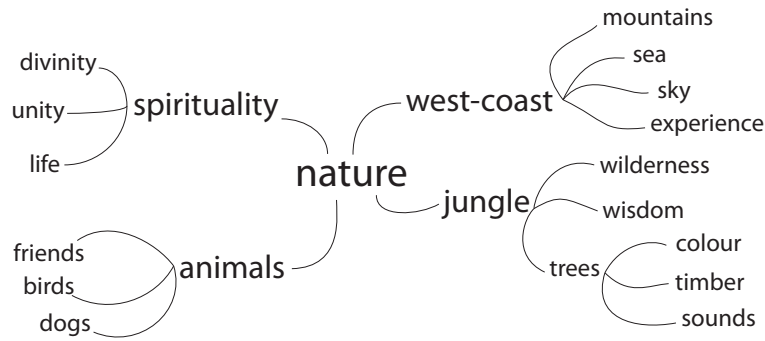 mountains
sea
sky
experience
west-coast
divinity
unity
life
spirituality
nature
jungle
wilderness
wisdom
trees
colour
timber
sounds
animals
friends
birds
dogs